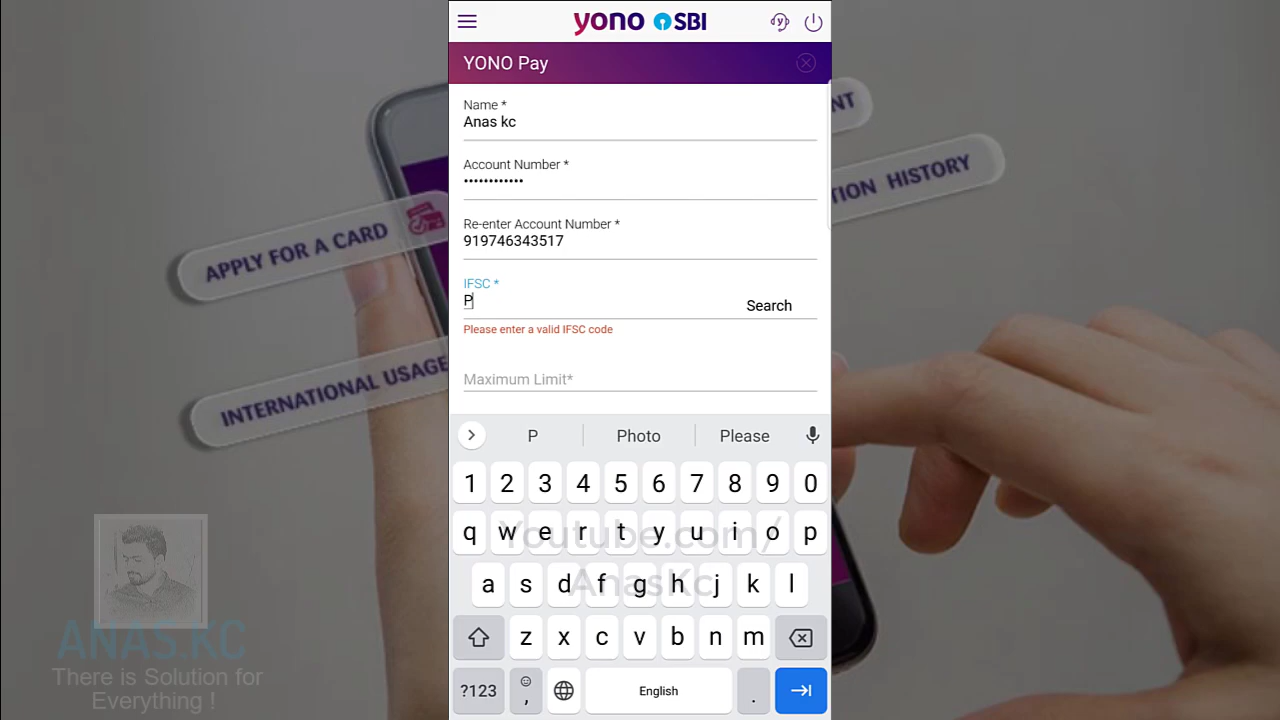 yono SBI
YONO Pay
Name *
Anas kc
Account Number *
••••••••••••
Re-enter Account Number *
919746343517
IFSC *
P
Search
Please enter a valid IFSC code
Maximum Limit*
P Photo Please
1 2 3 4 5 6 7 8 9 0
q w e r t y u i o p
a s d f g h j k l
z x c v b n m
?123 , English .
Youtube.com/
AnasKc
APPLY FOR A CARD
INTERNATIONAL USAGE
NT
TION HISTORY
ANAS.KC
There is Solution for
Everything !